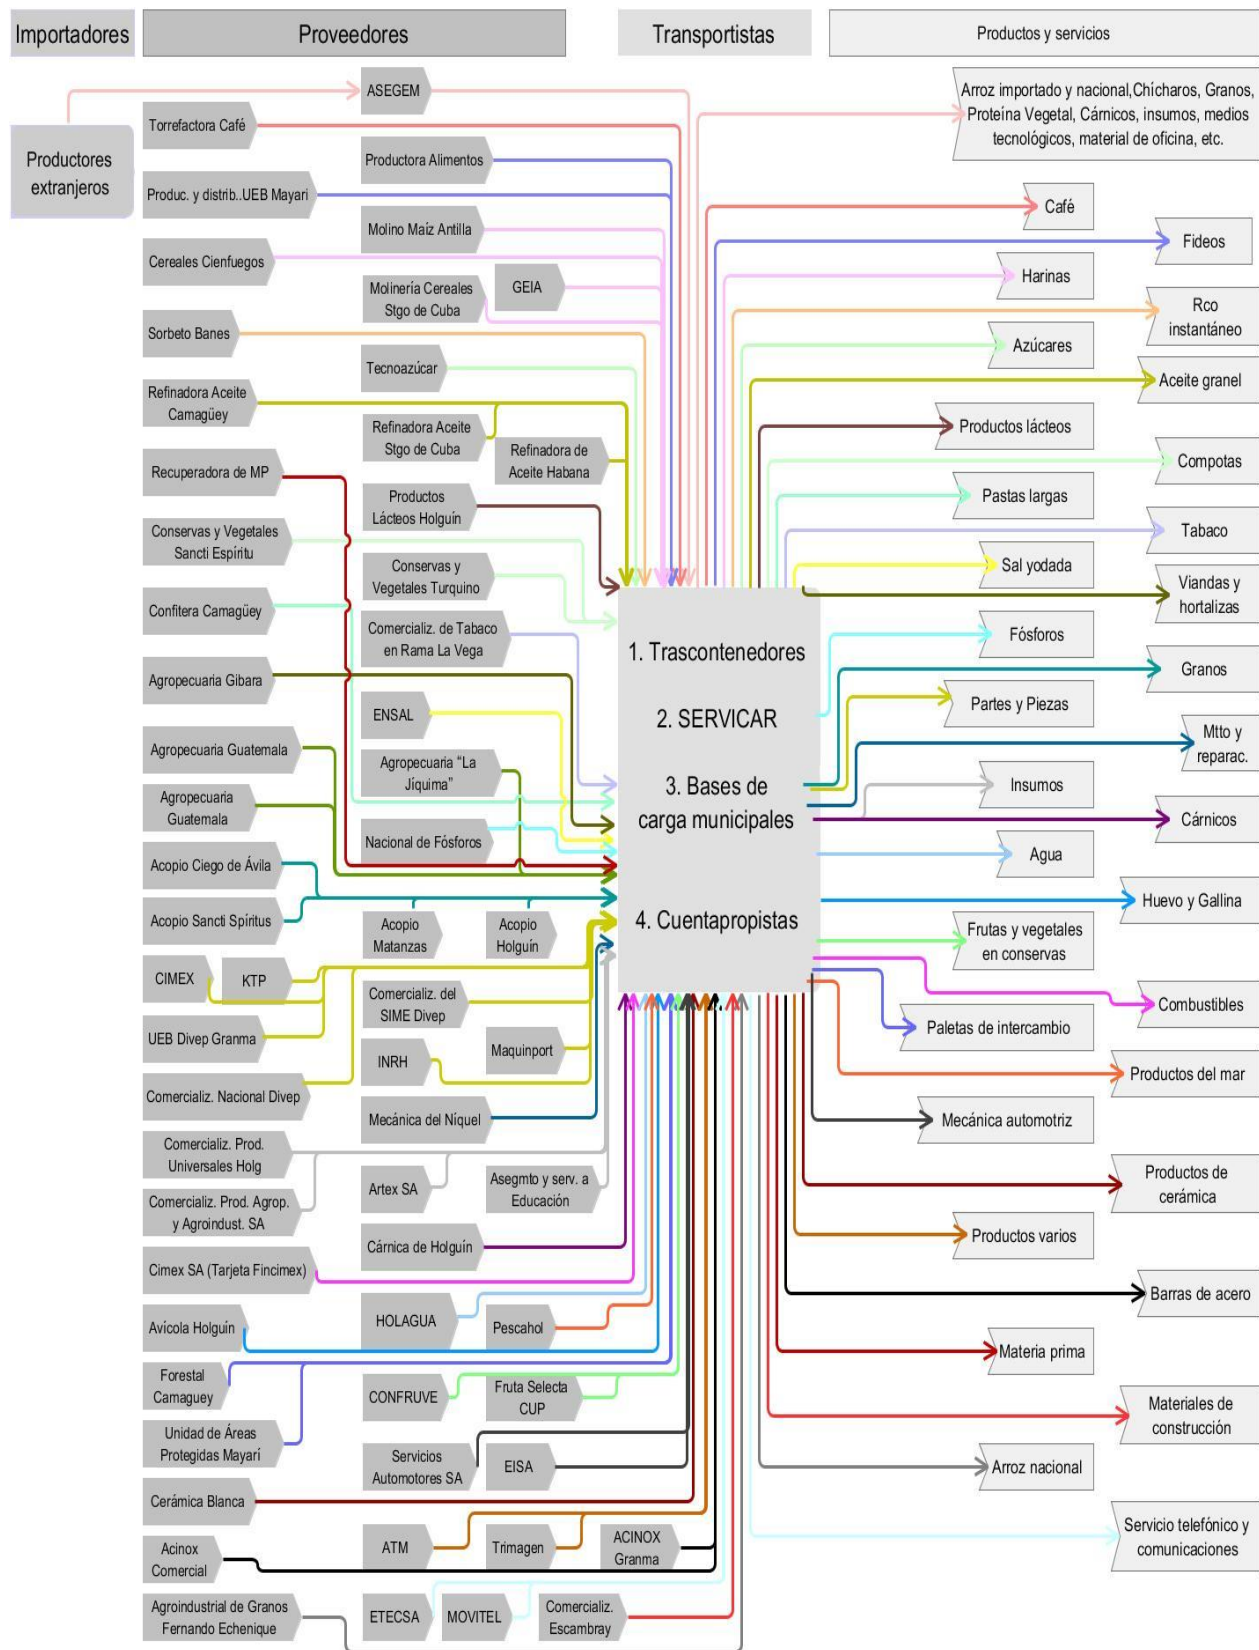 Importadores
Proveedores
Transportistas
Productos y servicios
Productores
extranjeros
ASEGEM
Torrefactora Café
Productora Alimentos
Produc. y distrib..UEB Mayari
Molino Maíz Antilla
Cereales Cienfuegos
Molinería Cereales
Stgo de Cuba
GEIA
Sorbeto Banes
Tecnoazúcar
Refinadora Aceite
Camagüey
Refinadora Aceite
Stgo de Cuba
Refinadora de
Aceite Habana
Recuperadora de MP
Productos
Lácteos Holguín
Conservas y Vegetales
Sancti Espíritu
Conservas y
Vegetales Turquino
Confitera Camagüey
Comercializ. de Tabaco
en Rama La Vega
Agropecuaria Gibara
ENSAL
Agropecuaria Guatemala
Agropecuaria “La
Jíquima”
Agropecuaria
Guatemala
Nacional de Fósforos
Acopio Ciego de Ávila
Acopio Sancti Spíritus
Acopio
Matanzas
Acopio
Holguín
CIMEX
KTP
Comercializ. del
SIME Divep
UEB Divep Granma
INRH
Maquinport
Comercializ. Nacional Divep
Mecánica del Níquel
Comercializ. Prod.
Universales Holg
Artex SA
Asegmto y serv. a
Educación
Comercializ. Prod. Agrop.
y Agroindust. SA
Cárnica de Holguín
Cimex SA (Tarjeta Fincimex)
HOLAGUA
Pescahol
Avícola Holguín
Forestal
Camaguey
CONFRUVE
Fruta Selecta
CUP
Unidad de Áreas
Protegidas Mayarí
Servicios
Automotores SA
EISA
Cerámica Blanca
ATM
Trimagen
ACINOX
Granma
Acinox
Comercial
Agroindustrial de Granos
Fernando Echenique
ETECSA
MOVITEL
Comercializ.
Escambray
1. Trascontenedores
2. SERVICAR
3. Bases de
carga municipales
4. Cuentapropistas
Arroz importado y nacional,Chícharos, Granos,
Proteína Vegetal, Cárnicos, insumos, medios
tecnológicos, material de oficina, etc.
Café
Fideos
Harinas
Rco
instantáneo
Azúcares
Aceite granel
Productos lácteos
Compotas
Pastas largas
Tabaco
Sal yodada
Viandas y
hortalizas
Fósforos
Granos
Partes y Piezas
Mtto y
reparac.
Insumos
Cárnicos
Agua
Huevo y Gallina
Frutas y vegetales
en conservas
Combustibles
Paletas de intercambio
Productos del mar
Mecánica automotriz
Productos de
cerámica
Productos varios
Barras de acero
Materia prima
Materiales de
construcción
Arroz nacional
Servicio telefónico y
comunicaciones